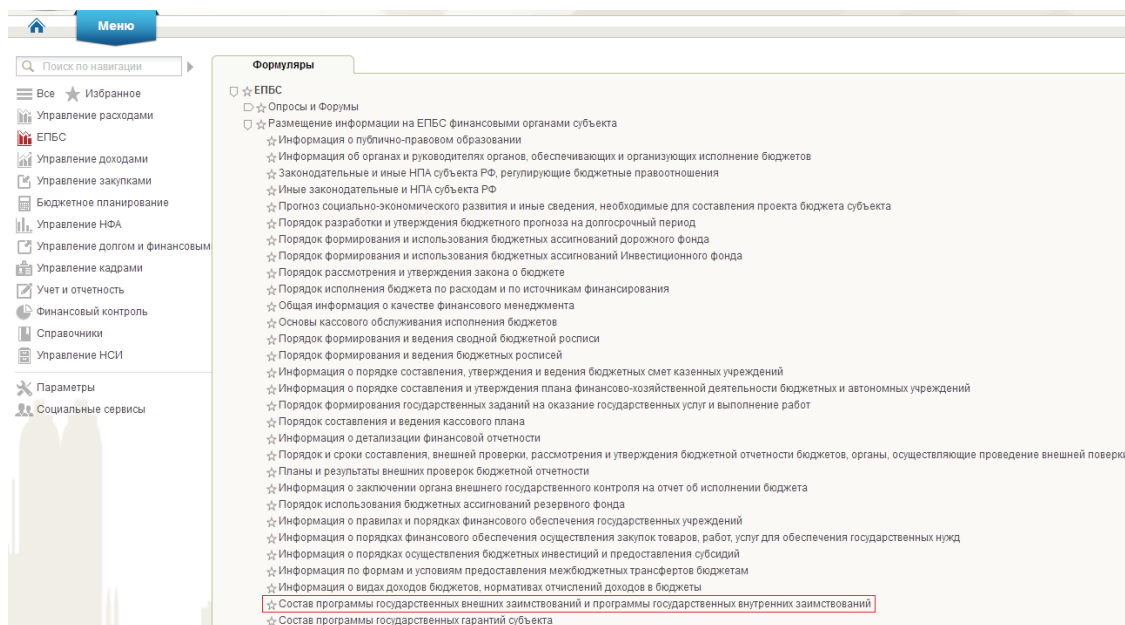 Меню
Поиск по навигации
Все Избранное
Управление расходами
ЕПБС
Управление доходами
Управление закупками
Бюджетное планирование
Управление НФА
Управление долгом и финансовым
Управление кадрами
Учет и отчетность
Финансовый контроль
Справочники
Управление НСИ
Параметры
Социальные сервисы
Формуляры
ЕПБС
Опросы и Форумы
Размещение информации на ЕПБС финансовыми органами субъекта
Информация о публично-правовом образовании
Информация об органах и руководителях органов, обеспечивающих и организующих исполнение бюджетов
Законодательные и иные НПА субъекта РФ, регулирующие бюджетные правоотношения
Иные законодательные и НПА субъекта РФ
Прогноз социально-экономического развития и иные сведения, необходимые для составления проекта бюджета субъекта
Порядок разработки и утверждения бюджетного прогноза на долгосрочный период
Порядок формирования и использования бюджетных ассигнований дорожного фонда
Порядок формирования и использования бюджетных ассигнований Инвестиционного фонда
Порядок рассмотрения и утверждения закона о бюджете
Порядок исполнения бюджета по расходам и по источникам финансирования
Общая информация о качестве финансового менеджмента
Основы кассового обслуживания исполнения бюджетов
Порядок формирования и ведения сводной бюджетной росписи
Порядок формирования и ведения бюджетных росписей
Информация о порядке составления, утверждения и ведения бюджетных смет казенных учреждений
Информация о порядке составления и утверждения плана финансово-хозяйственной деятельности бюджетных и автономных учреждений
Порядок формирования государственных заданий на оказание государственных услуг и выполнение работ
Порядок составления и ведения кассового плана
Информация о детализации финансовой отчетности
Порядок и сроки составления, внешней проверки, рассмотрения и утверждения бюджетной отчетности бюджетов, органы, осуществляющие проведение внешней поверки
Планы и результаты внешних проверок бюджетной отчетности
Информация о заключении органа внешнего государственного контроля на отчет об исполнении бюджета
Порядок использования бюджетных ассигнований резервного фонда
Информация о правилах и порядках финансового обеспечения государственных учреждений
Информация о порядках финансового обеспечения осуществления закупок товаров, работ, услуг для обеспечения государственных нужд
Информация о порядках осуществления бюджетных инвестиций и предоставления субсидий
Информация по формам и условиям предоставления межбюджетных трансфертов бюджетам
Информация о видах доходов бюджетов, нормативах отчислений доходов в бюджеты
Состав программы государственных внешних заимствований и программы государственных внутренних заимствований
Состав программы государственных гарантий субъекта